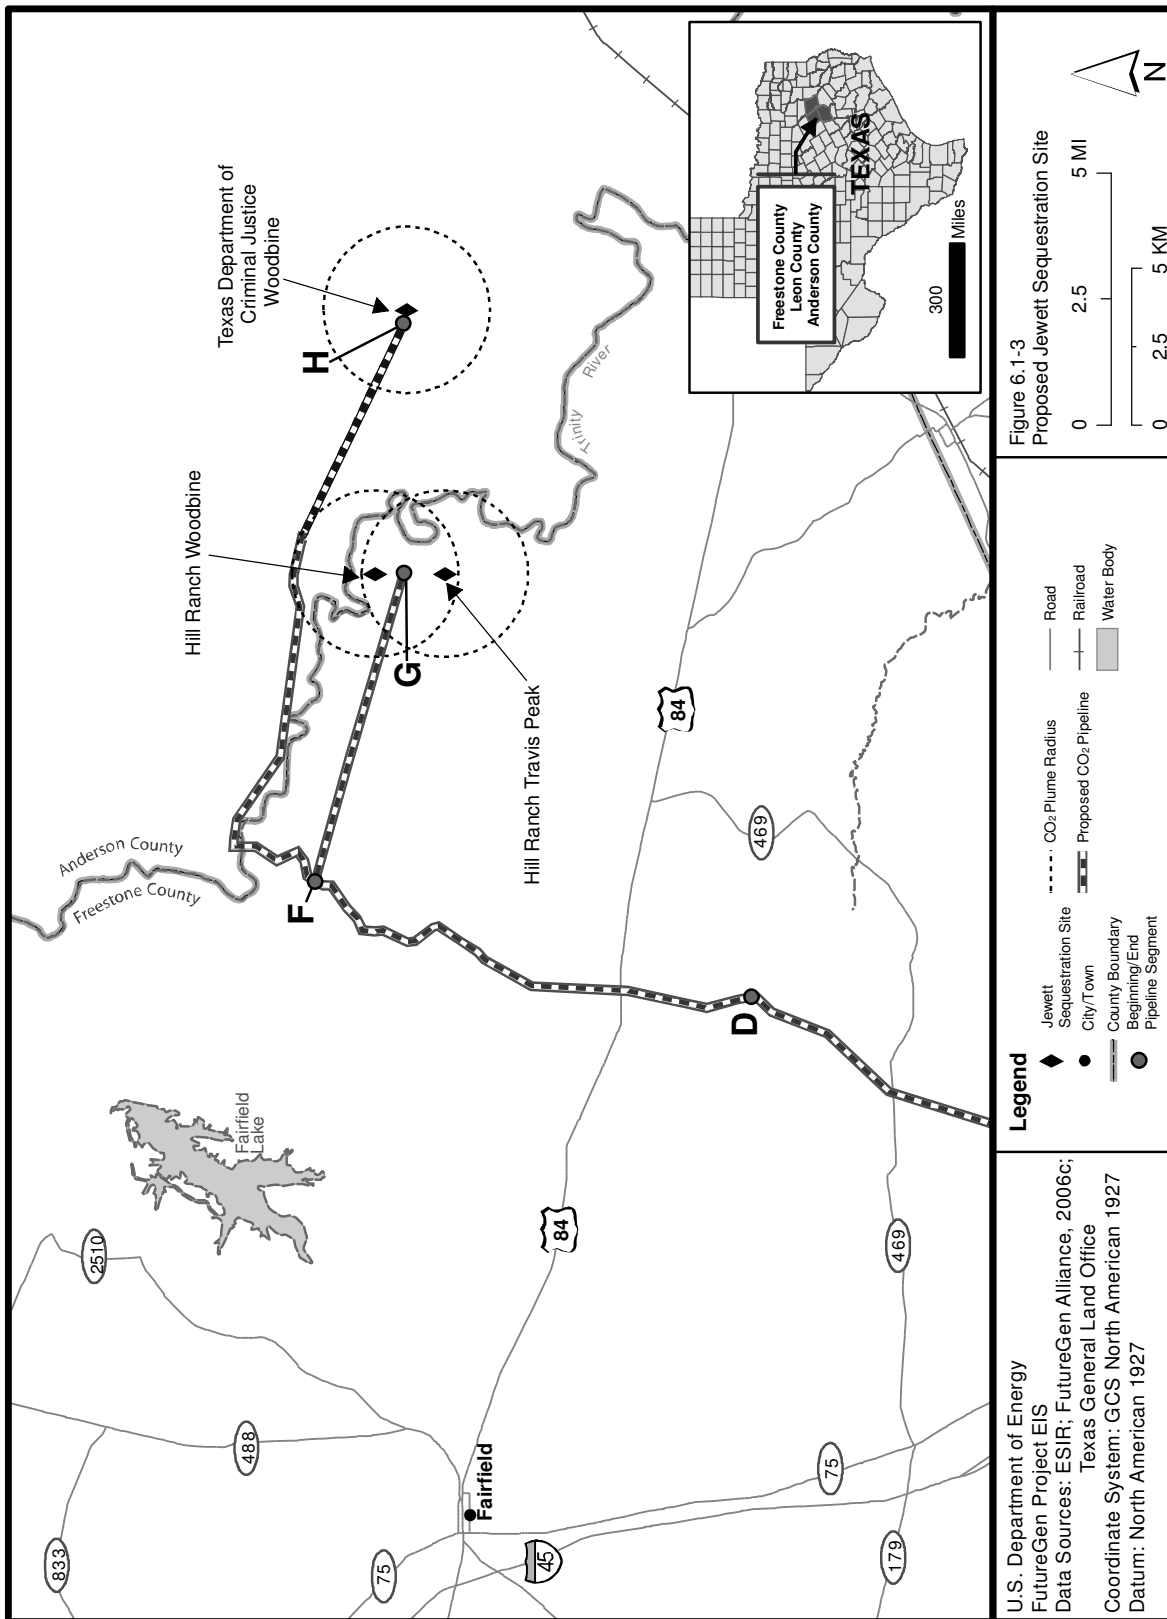 Texas Department of
Criminal Justice
Woodbine
H
Hill Ranch Woodbine
G
Hill Ranch Travis Peak
F
D
Trinity
River
Anderson County
Freestone County
Fairfield
Lake
2510
488
833
75
Fairfield
45
84
84
469
469
75
179
Freestone County
Leon County
Anderson County
TEXAS
300
Miles
U.S. Department of Energy
FutureGen Project EIS
Data Sources: ESIR; FutureGen Alliance, 2006c;
Texas General Land Office
Coordinate System: GCS North American 1927
Datum: North American 1927
Legend
Jewett
Sequestration Site
City/Town
County Boundary
Beginning/End
Pipeline Segment
CO₂ Plume Radius
Proposed CO₂ Pipeline
Road
Railroad
Water Body
Figure 6.1-3
Proposed Jewett Sequestration Site
0 2.5 5 MI
0 2.5 5 KM
N